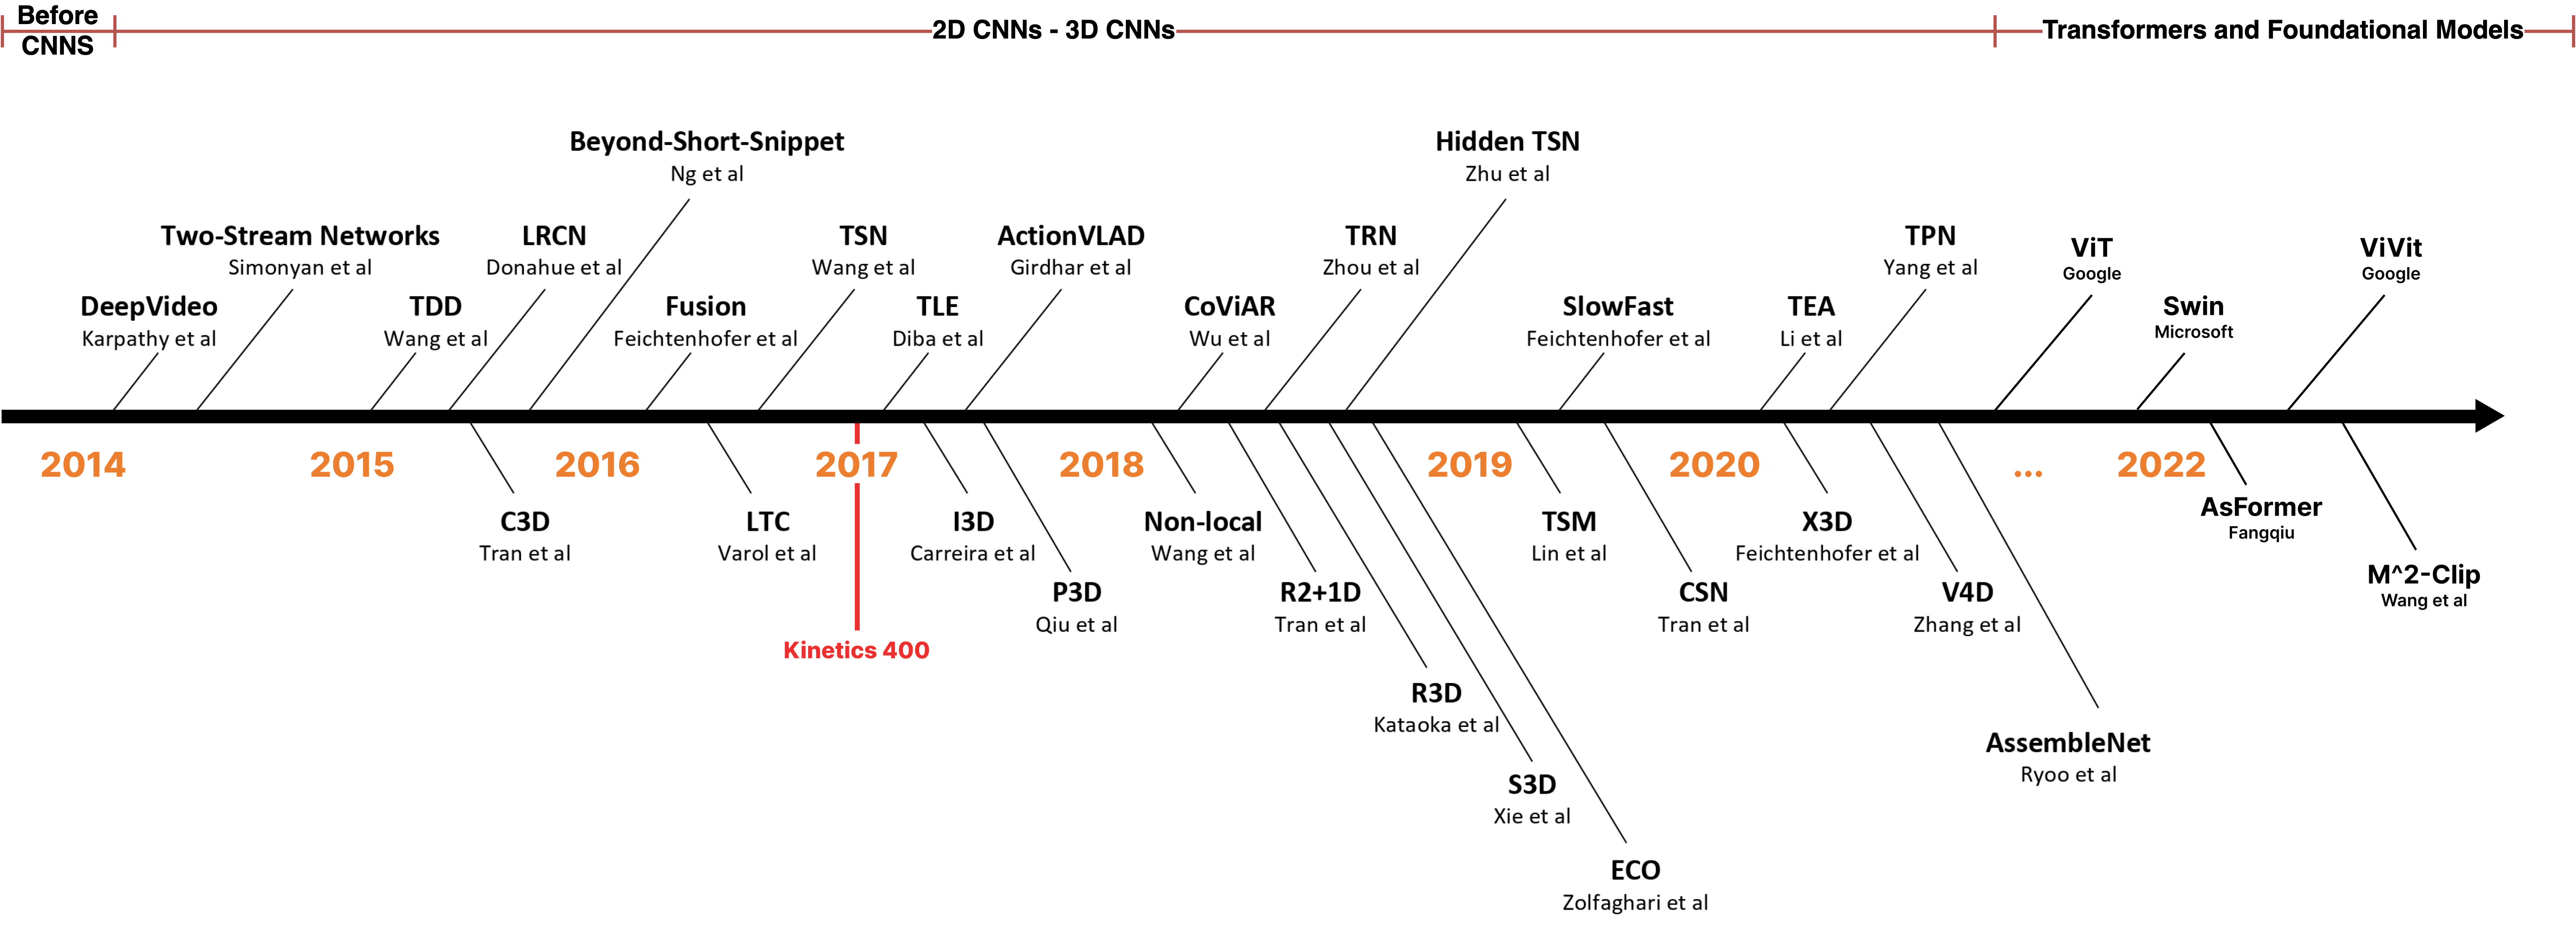 Before
CNNS
2D CNNs - 3D CNNs
Transformers and Foundational Models
Beyond-Short-Snippet
Ng et al
Hidden TSN
Zhu et al
Two-Stream Networks
Simonyan et al
LRCN
Donahue et al
TSN
Wang et al
ActionVLAD
Girdhar et al
TRN
Zhou et al
TPN
Yang et al
ViT
Google
ViVit
Google
DeepVideo
Karpathy et al
TDD
Wang et al
Fusion
Feichtenhofer et al
TLE
Diba et al
CoViAR
Wu et al
SlowFast
Feichtenhofer et al
TEA
Li et al
Swin
Microsoft
2014
2015
2016
2017
2018
2019
2020
...
2022
C3D
Tran et al
LTC
Varol et al
I3D
Carreira et al
Non-local
Wang et al
TSM
Lin et al
X3D
Feichtenhofer et al
AsFormer
Fangqiu
P3D
Qiu et al
R2+1D
Tran et al
CSN
Tran et al
V4D
Zhang et al
M^2-Clip
Wang et al
Kinetics 400
R3D
Kataoka et al
AssembleNet
Ryoo et al
S3D
Xie et al
ECO
Zolfaghari et al